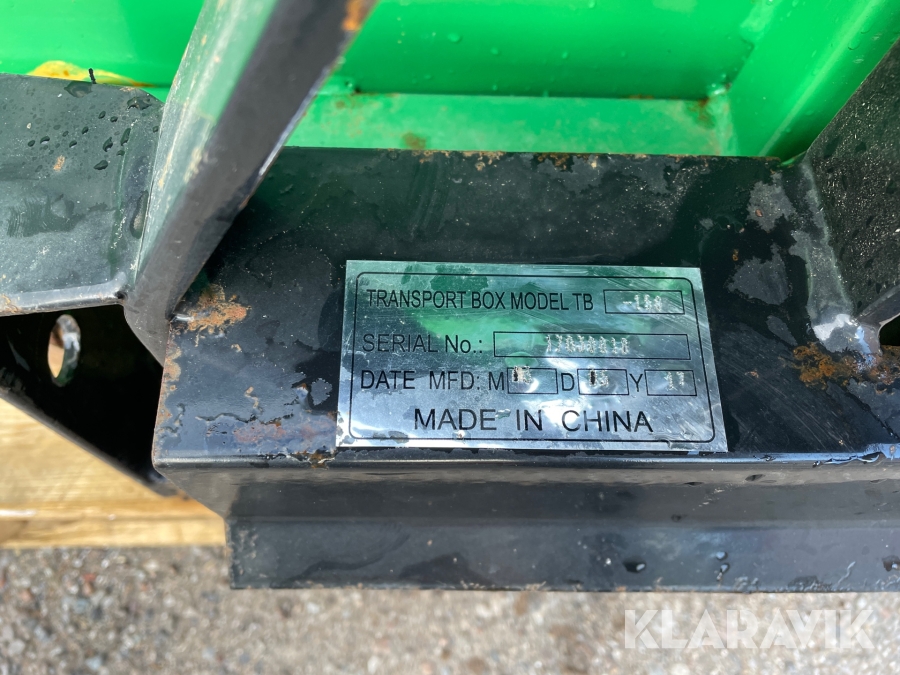 TRANSPORT BOX MODEL TB
SERIAL No.:
DATE MFD: M D Y
MADE IN CHINA
KLARAVIK